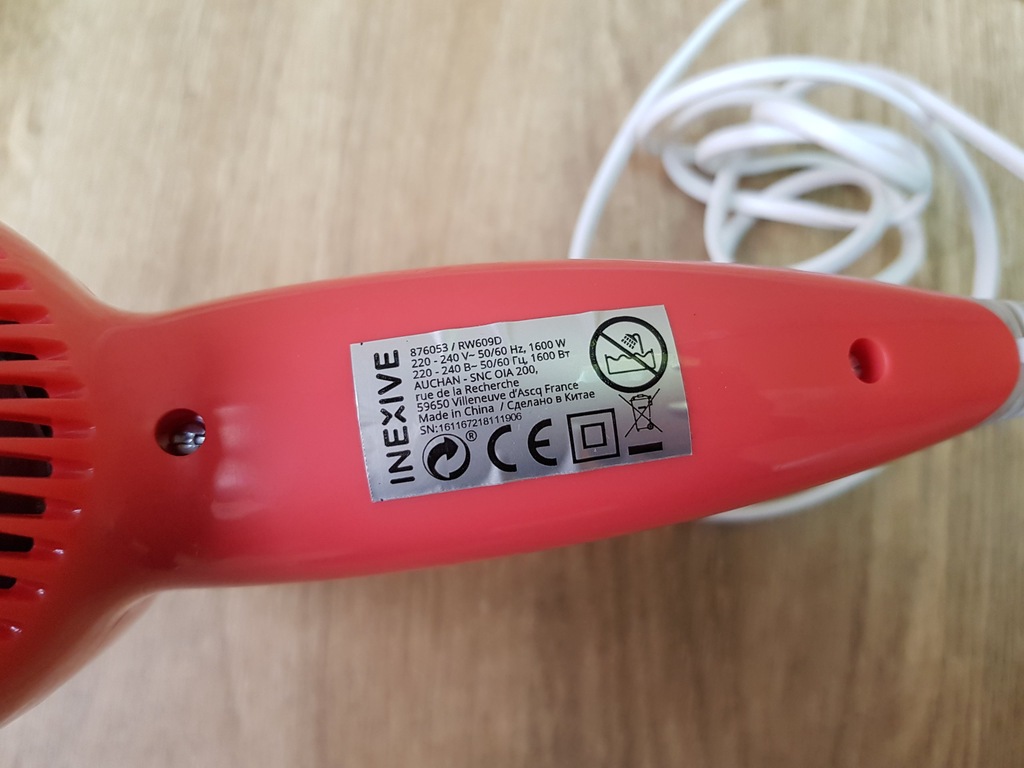 INEXIVE
876053 / RW609D
220 - 240 V~ 50/60 Hz, 1600 W
220 - 240 В~ 50/60 Гц, 1600 Вт
AUCHAN - SNC OIA 200,
rue de la Recherche
59650 Villeneuve d'Ascq France
Made in China / Сделано в Китае
SN:161167218111906
® CE